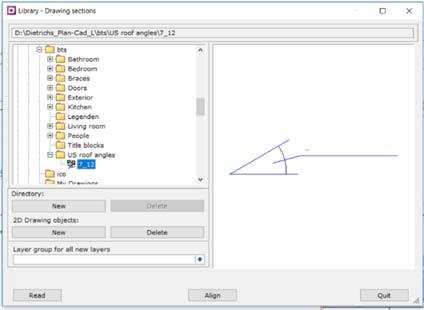 Library - Drawing sections
D:\Dietrichs_Plan-Cad_L\bts\US roof angles\7_12
bts
Bathroom
Bedroom
Braces
Doors
Exterior
Kitchen
Legenden
Living room
People
Title blocks
US roof angles
7_12
ico
My Drawings
Directory:
New Delete
2D Drawing objects:
New Delete
Layer group for all new layers
Read Align Quit